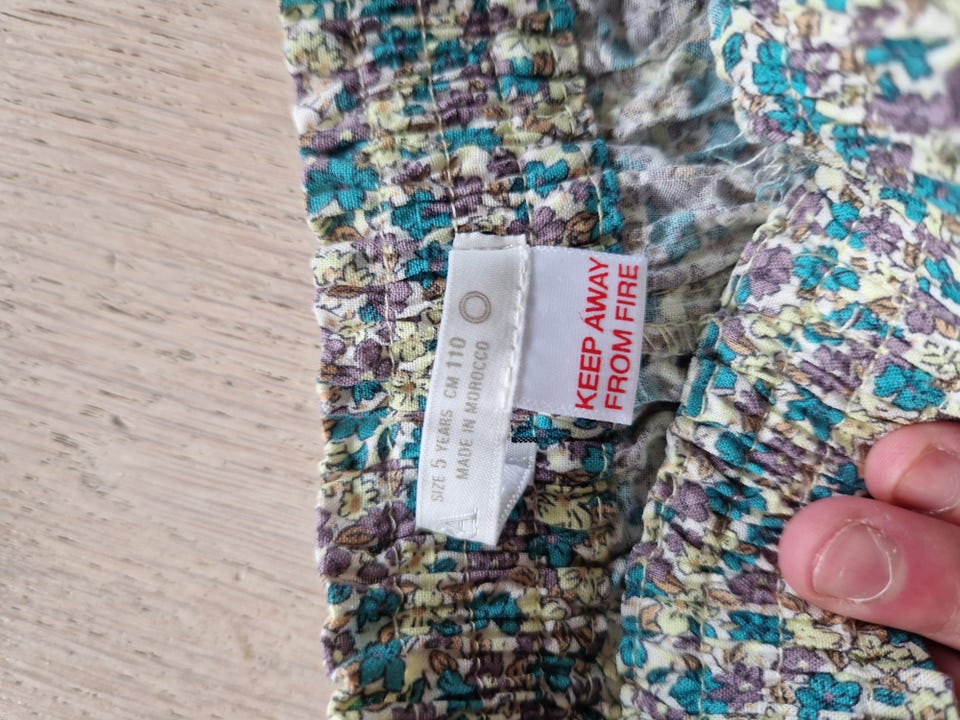 SIZE 5 YEARS CM 110
MADE IN MOROCCO
KEEP AWAY
FROM FIRE